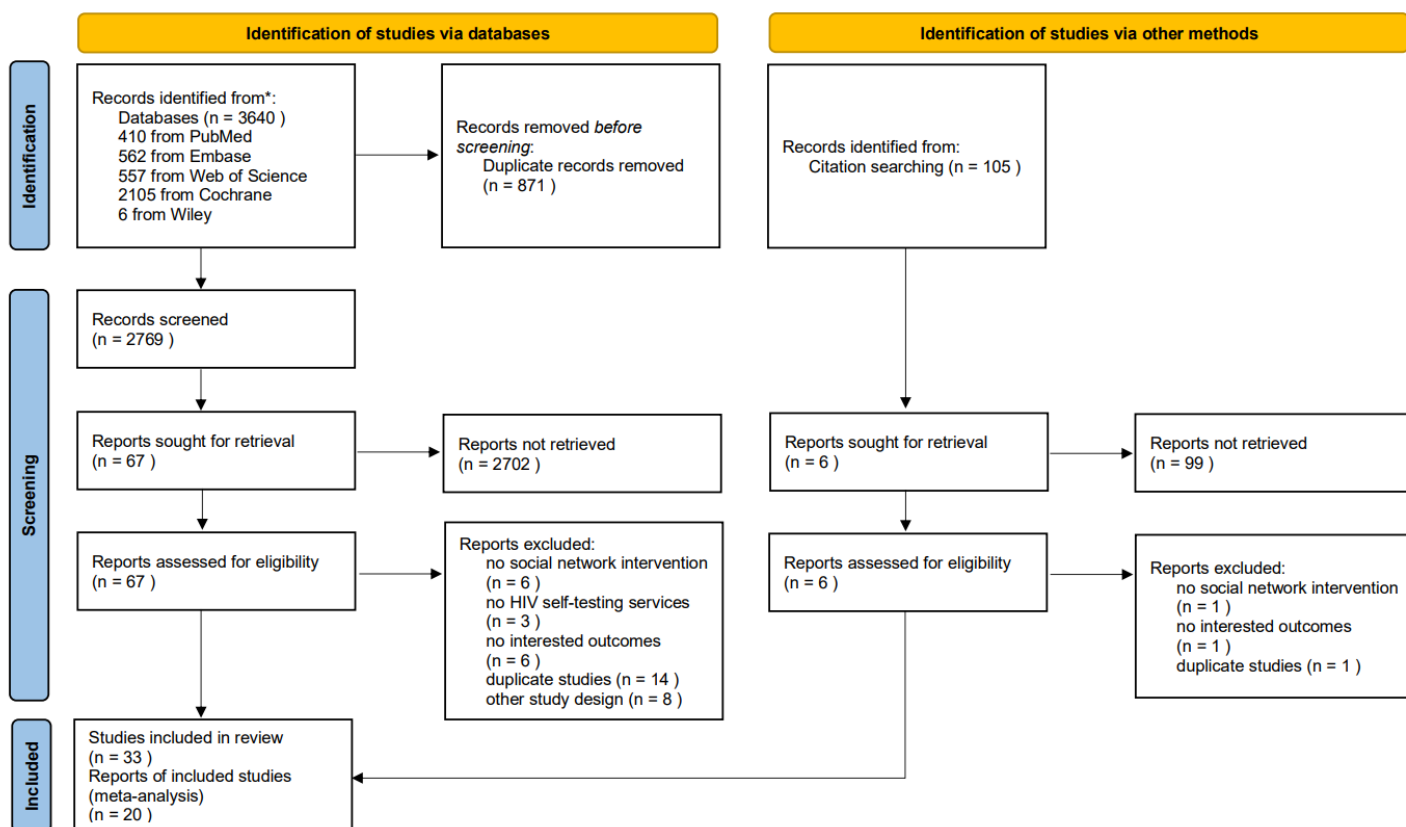 Identification of studies via databases
Identification of studies via other methods
Identification
Records identified from*:
Databases (n = 3640 )
410 from PubMed
562 from Embase
557 from Web of Science
2105 from Cochrane
6 from Wiley
Records removed before
screening:
Duplicate records removed
(n = 871 )
Records identified from:
Citation searching (n = 105 )
Screening
Records screened
(n = 2769 )
Reports sought for retrieval
(n = 67 )
Reports not retrieved
(n = 2702 )
Reports sought for retrieval
(n = 6 )
Reports not retrieved
(n = 99 )
Reports assessed for eligibility
(n = 67 )
Reports excluded:
no social network intervention
(n = 6 )
no HIV self-testing services
(n = 3 )
no interested outcomes
(n = 6 )
duplicate studies (n = 14 )
other study design (n = 8 )
Reports assessed for eligibility
(n = 6 )
Reports excluded:
no social network intervention
(n = 1 )
no interested outcomes
(n = 1 )
duplicate studies (n = 1 )
Included
Studies included in review
(n = 33 )
Reports of included studies
(meta-analysis)
(n = 20 )